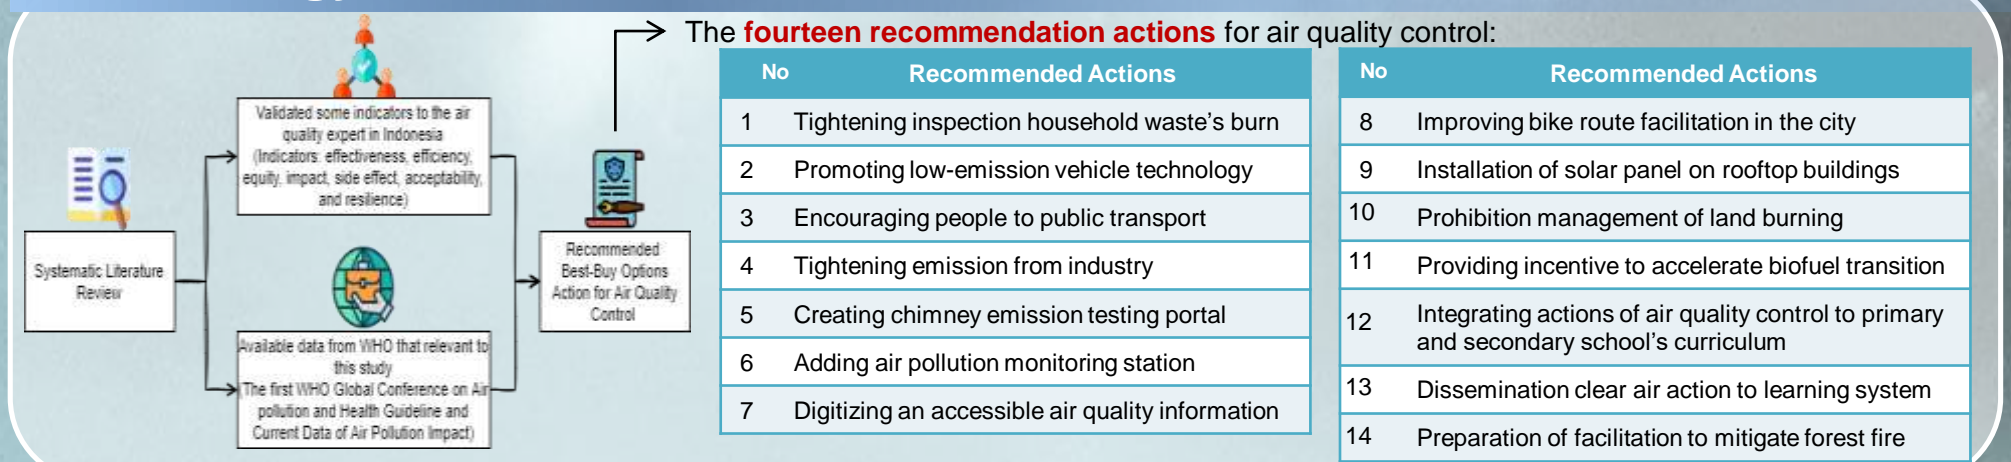 The fourteen recommendation actions for air quality control:
Validated some indicators to the air
quality expert in Indonesia
(Indicators: effectiveness, efficiency,
equity, impact, side effect, acceptability,
and resilience)
Systematic Literature
Review
Available data from WHO that relevant to
this study
(The first WHO Global Conference on Air
pollution and Health Guideline and
Current Data of Air Pollution Impact)
Recommended
Best-Buy Options
Action for Air Quality
Control
No Recommended Actions
1 Tightening inspection household waste's burn
2 Promoting low-emission vehicle technology
3 Encouraging people to public transport
4 Tightening emission from industry
5 Creating chimney emission testing portal
6 Adding air pollution monitoring station
7 Digitizing an accessible air quality information
No Recommended Actions
8 Improving bike route facilitation in the city
9 Installation of solar panel on rooftop buildings
10 Prohibition management of land burning
11 Providing incentive to accelerate biofuel transition
12 Integrating actions of air quality control to primary
and secondary school's curriculum
13 Dissemination clear air action to learning system
14 Preparation of facilitation to mitigate forest fire